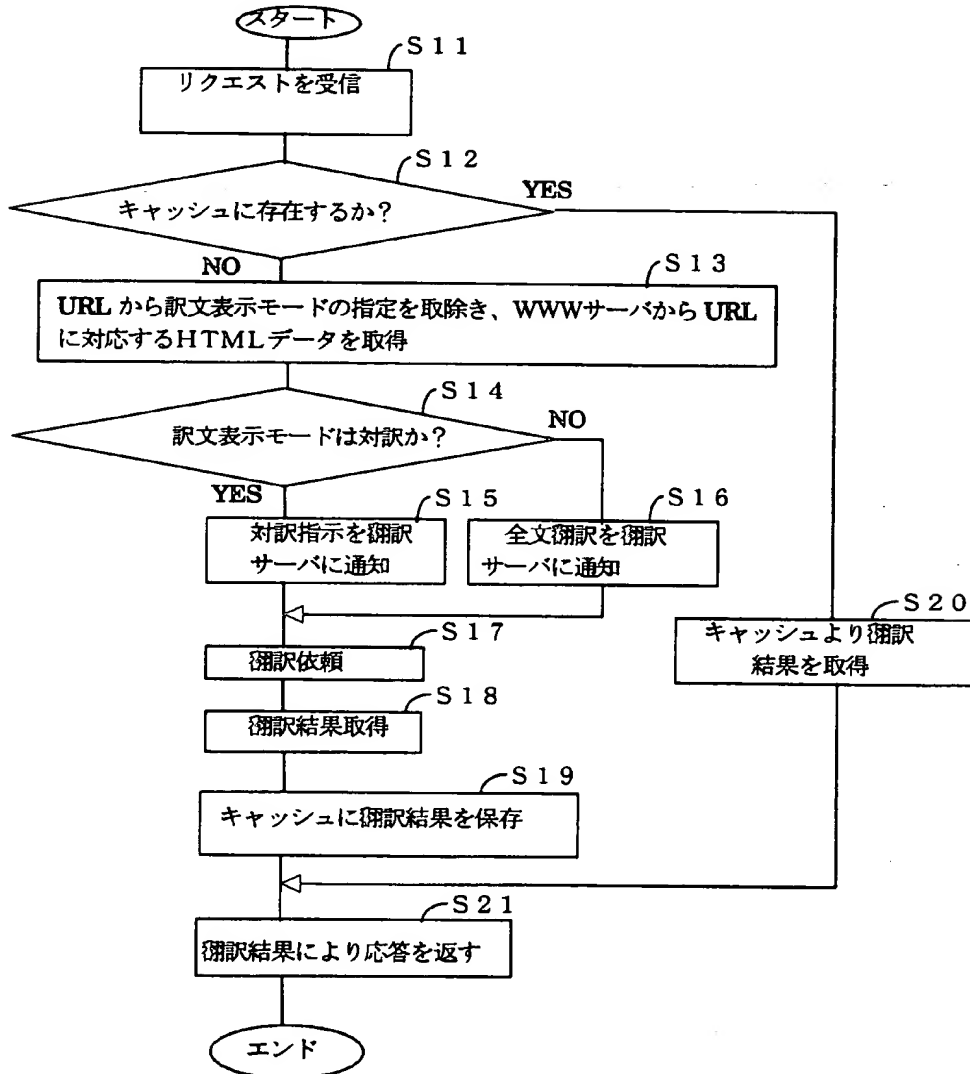 スタート
S11
リクエストを受信
S12
キャッシュに存在するか?
YES
NO
S13
URLから訳文表示モードの指定を取除き、WWWサーバからURL
に対応するHTMLデータを取得
S14
訳文表示モードは対訳か?
NO
YES
S15
対訳指示を翻訳
サーバに通知
S16
全文翻訳を翻訳
サーバに通知
S17
翻訳依頼
S20
キャッシュより翻訳
結果を取得
S18
翻訳結果取得
S19
キャッシュに翻訳結果を保存
S21
翻訳結果により応答を返す
エンド